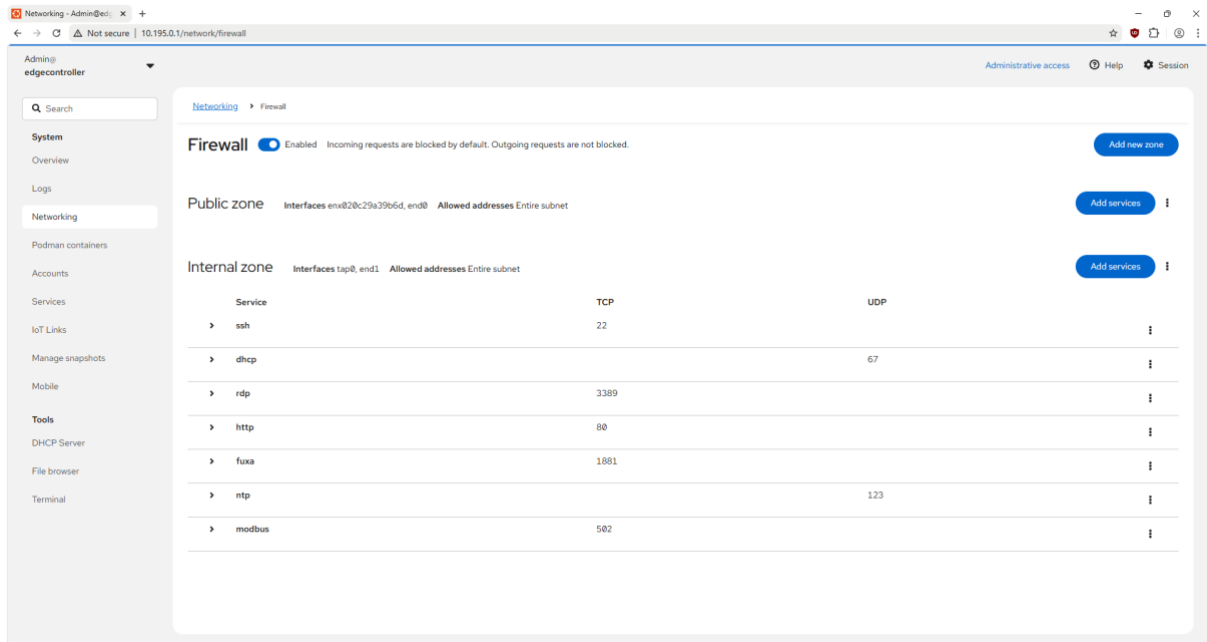 Networking - Admin@ed
Not secure 10.195.0.1/network/firewall
Admin@
edgecontroller
Administrative access Help Session
Search
Networking > Firewall
System
Firewall Enabled Incoming requests are blocked by default. Outgoing requests are not blocked. Add new zone
Overview
Logs
Public zone Interfaces enx020c29a39b6d, end0 Allowed addresses Entire subnet Add services
Networking
Podman containers
Internal zone Interfaces tap0, end1 Allowed addresses Entire subnet Add services
Accounts
Services
Service TCP UDP
IoT Links
ssh 22
Manage snapshots
dhcp 67
Mobile
rdp 3389
Tools
http 80
DHCP Server
fuxa 1881
File browser
ntp 123
Terminal
modbus 502